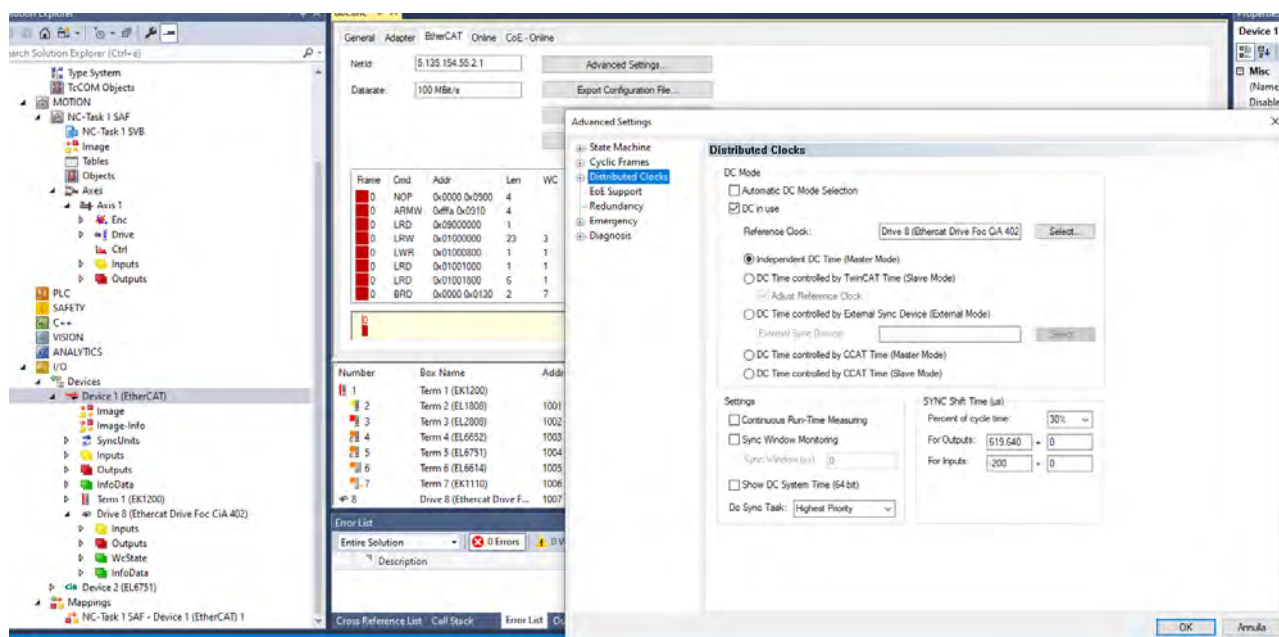 Solution Explorer
Search Solution Explorer (Ctrl+è)
Type System
TcCOM Objects
MOTION
NC-Task 1 SAF
NC-Task 1 SVB
Image
Tables
Objects
Axes
Axis 1
Enc
Drive
Ctrl
Inputs
Outputs
PLC
SAFETY
C++
VISION
ANALYTICS
I/O
Devices
Device 1 (EtherCAT)
Image
Image-Info
SyncUnits
Inputs
Outputs
InfoData
Term 1 (EK1200)
Drive 8 (Ethercat Drive Foc CiA 402)
Inputs
Outputs
WcState
InfoData
Device 2 (EL6751)
Mappings
NC-Task 1 SAF - Device 1 (EtherCAT) 1
General Adapter EtherCAT Online CoE - Online
NetId: 5.135.154.55.2.1 Advanced Settings...
Datarate: 100 MBit/s Export Configuration File...
Frame Cmd Addr Len WC
0 NOP 0x0000 0x0900 4
0 ARMW 0xfffa 0x0910 4
0 LRD 0x09000000 1
0 LRW 0x01000000 23 3
0 LWR 0x01000800 1 1
0 LRD 0x01001000 1 1
0 LRD 0x01001800 6 1
0 BRD 0x0000 0x0130 2 7
0
Number Box Name Addr
1 Term 1 (EK1200)
2 Term 2 (EL1808) 1001
3 Term 3 (EL2808) 1002
4 Term 4 (EL6652) 1003
5 Term 5 (EL6751) 1004
6 Term 6 (EL6614) 1005
7 Term 7 (EK1110) 1006
8 Drive 8 (Ethercat Drive F... 1007
Error List
Entire Solution 0 Errors 0 W
Description
Cross Reference List Call Stack Error List Ou
Properties
Device 1
Misc
(Name
Disable
Advanced Settings
State Machine
Cyclic Frames
Distributed Clocks
EoE Support
Redundancy
Emergency
Diagnosis
Distributed Clocks
DC Mode
Automatic DC Mode Selection
DC in use
Reference Clock: Drive 8 (Ethercat Drive Foc CiA 402 Select...
Independent DC Time (Master Mode)
DC Time controlled by TwinCAT Time (Slave Mode)
Adjust Reference Clock
DC Time controlled by External Sync Device (External Mode)
External Sync Device: Select...
DC Time controlled by CCAT Time (Master Mode)
DC Time controlled by CCAT Time (Slave Mode)
Settings
Continuous Run-Time Measuring
Sync Window Monitoring
Sync Window (µs): 0
Show DC System Time (64 bit)
Dc Sync Task: Highest Priority
SYNC Shift Time (µs)
Percent of cycle time: 30%
For Outputs: 619.640 + 0
For Inputs: -200 + 0
OK Annulla